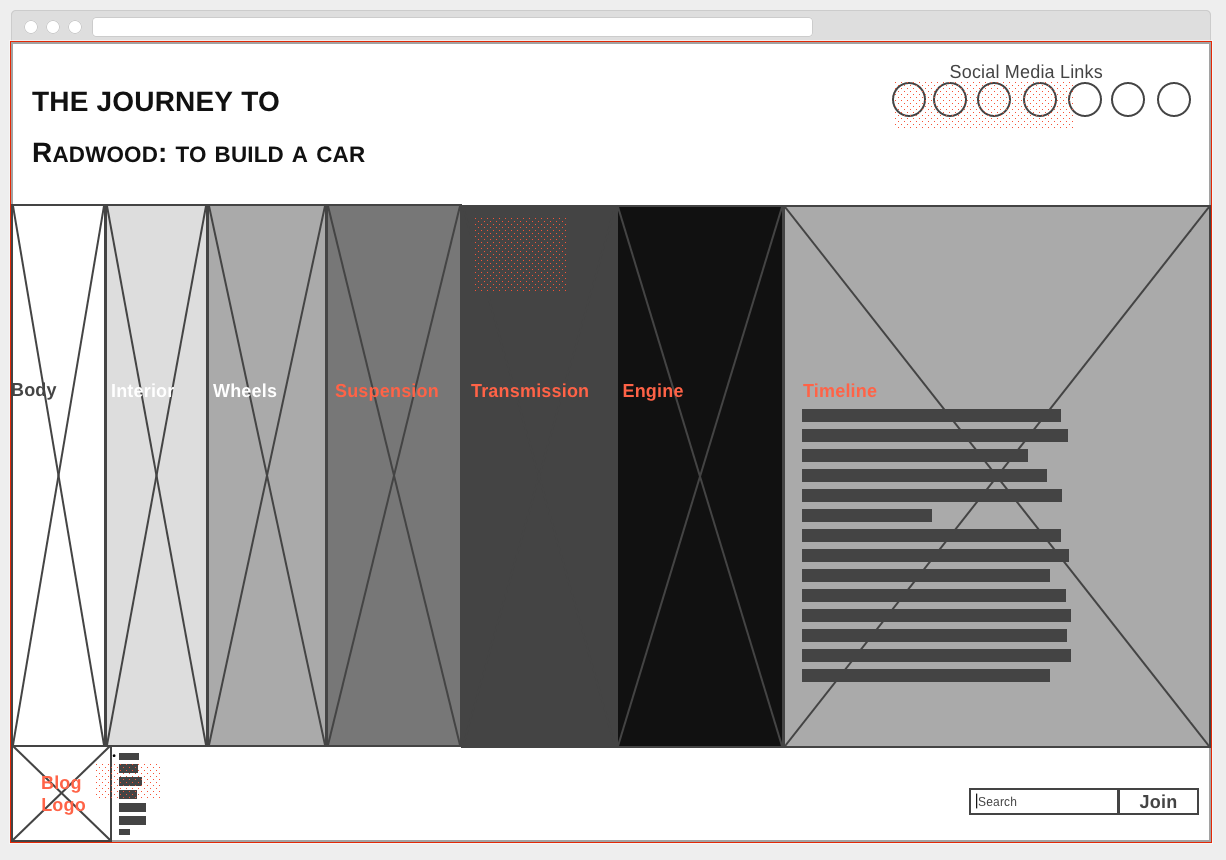 Social Media Links
THE JOURNEY TO
RADWOOD: TO BUILD A CAR
Body
Interior
Wheels
Suspension
Transmission
Engine
Timeline
Blog
Logo
Search
Join